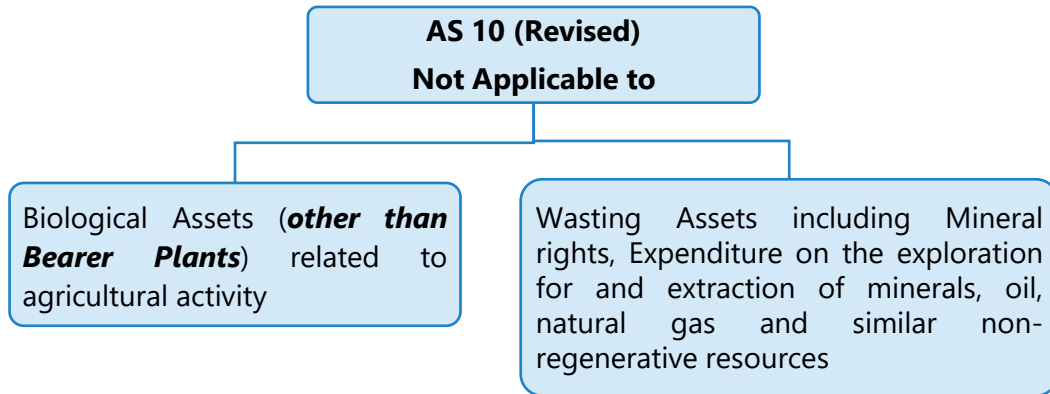 AS 10 (Revised)
Not Applicable to
Biological Assets (other than
Bearer Plants) related to
agricultural activity
Wasting Assets including Mineral
rights, Expenditure on the exploration
for and extraction of minerals, oil,
natural gas and similar non-
regenerative resources